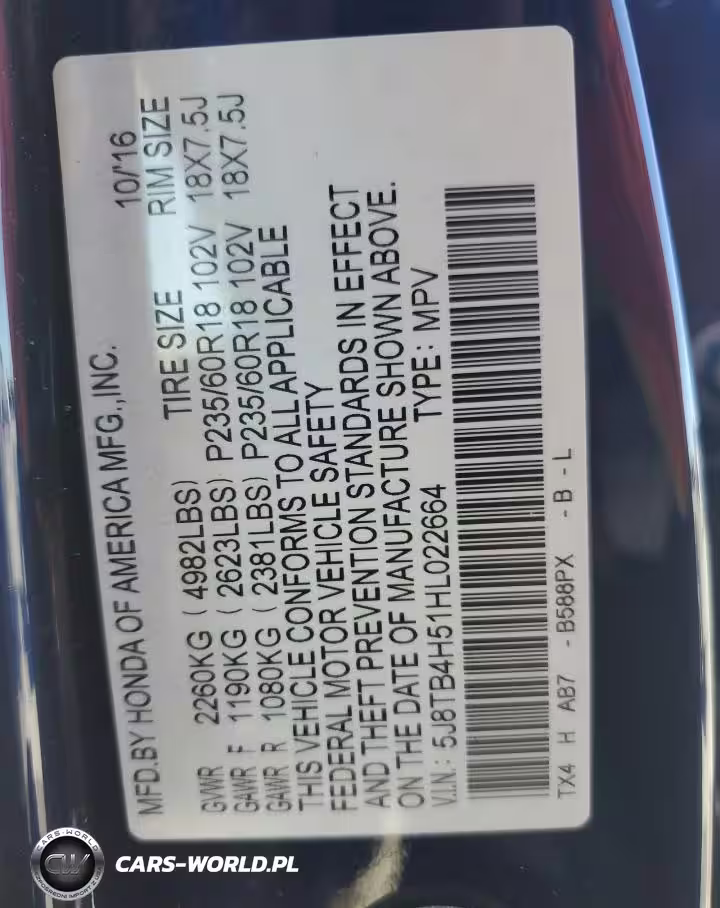 MFD.BY HONDA OF AMERICA MFG.,INC. 10/'16
TIRE SIZE RIM SIZE
GVWR 2260KG ( 4982LBS)
GAWR F 1190KG ( 2623LBS) P235/60R18 102V 18X7.5J
GAWR R 1080KG ( 2381LBS) P235/60R18 102V 18X7.5J
THIS VEHICLE CONFORMS TO ALL APPLICABLE
FEDERAL MOTOR VEHICLE SAFETY
AND THEFT PREVENTION STANDARDS IN EFFECT
ON THE DATE OF MANUFACTURE SHOWN ABOVE.
V.I.N.: 5J8TB4H51HL022664 TYPE: MPV
TX4 H AB7 - B588PX - B - L
CARS-WORLD
CW
CARS-WORLD.PL